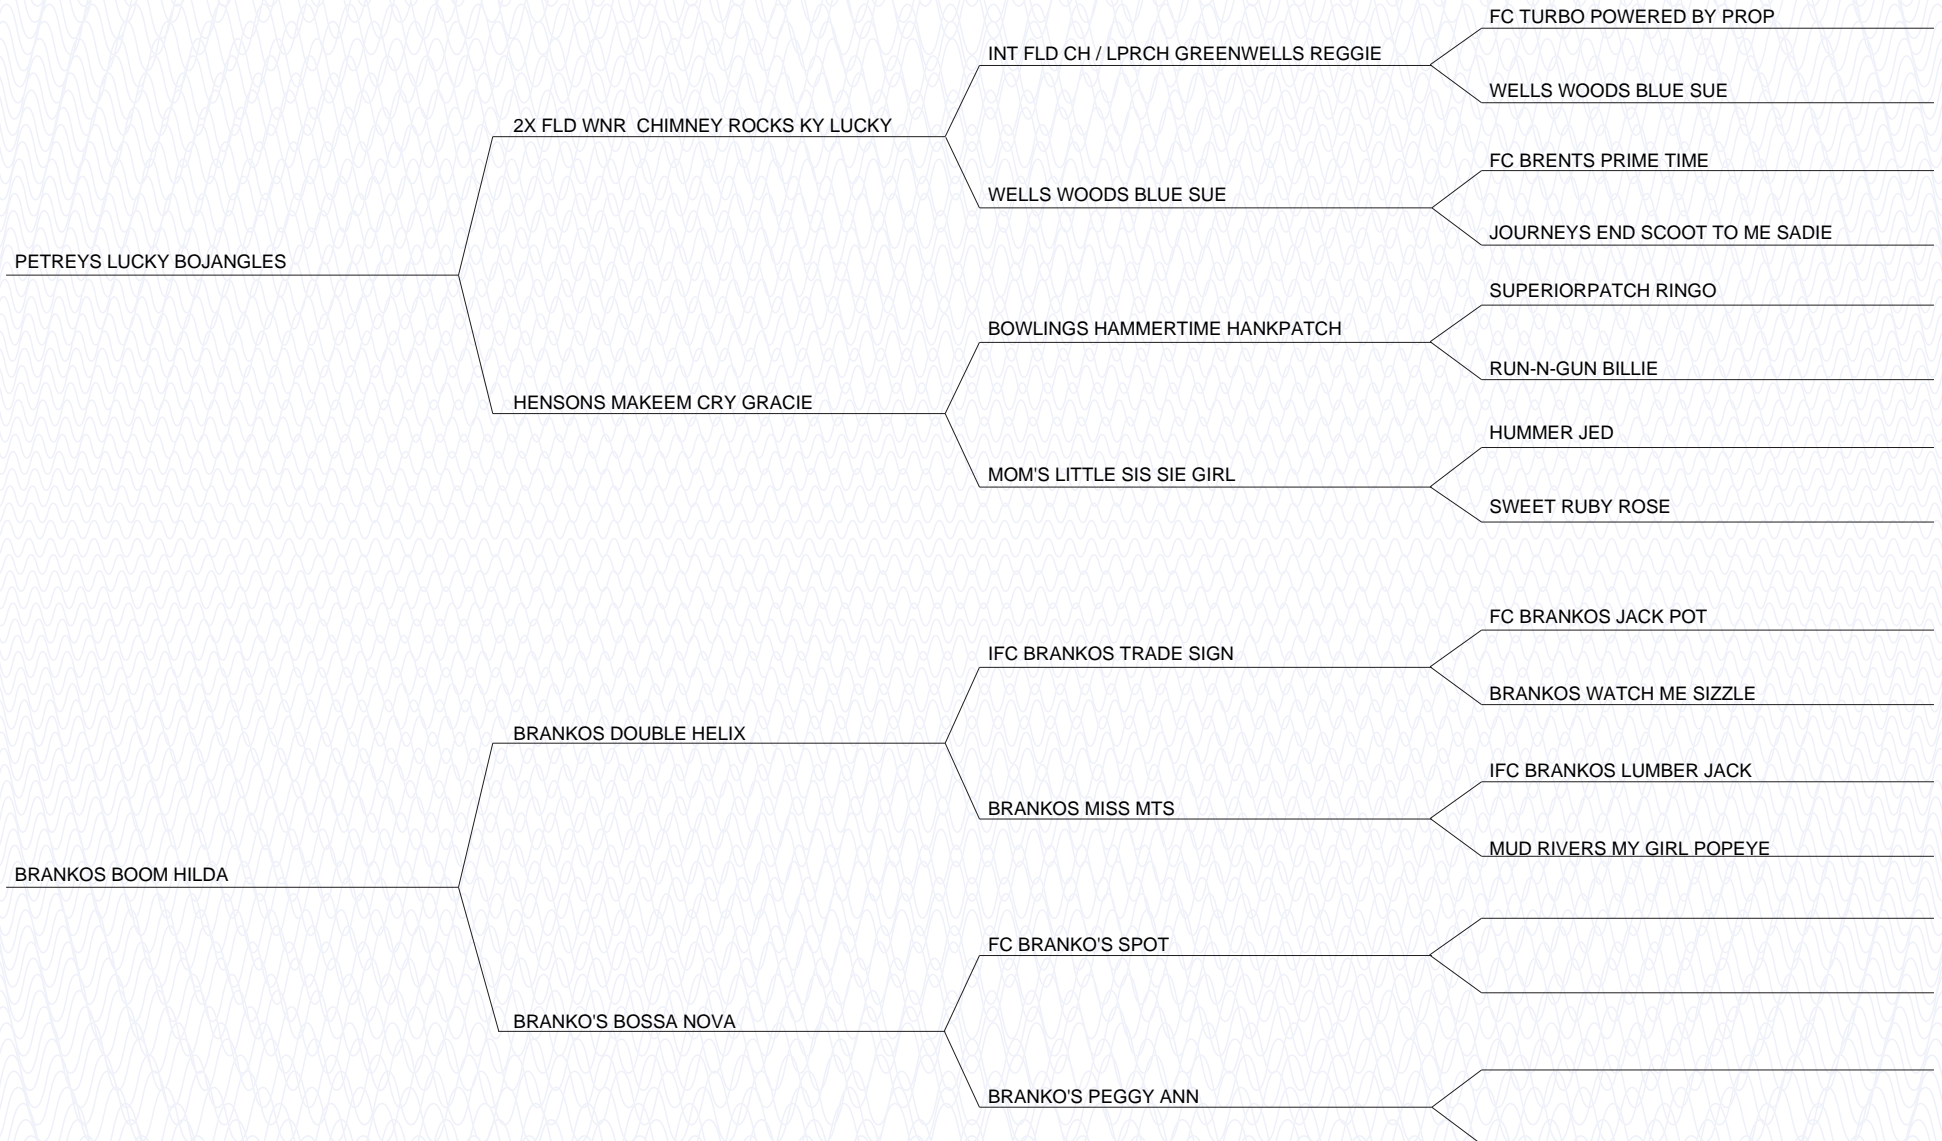 FC TURBO POWERED BY PROP
INT FLD CH / LPRCH GREENWELLS REGGIE
WELLS WOODS BLUE SUE
2X FLD WNR  CHIMNEY ROCKS KY LUCKY
FC BRENTS PRIME TIME
WELLS WOODS BLUE SUE
JOURNEYS END SCOOT TO ME SADIE
PETREYS LUCKY BOJANGLES
SUPERIORPATCH RINGO
BOWLINGS HAMMERTIME HANKPATCH
RUN-N-GUN BILLIE
HENSONS MAKEEM CRY GRACIE
HUMMER JED
MOM'S LITTLE SIS SIE GIRL
SWEET RUBY ROSE
FC BRANKOS JACK POT
IFC BRANKOS TRADE SIGN
BRANKOS WATCH ME SIZZLE
BRANKOS DOUBLE HELIX
IFC BRANKOS LUMBER JACK
BRANKOS MISS MTS
MUD RIVERS MY GIRL POPEYE
BRANKOS BOOM HILDA
FC BRANKO'S SPOT
BRANKO'S BOSSA NOVA
BRANKO'S PEGGY ANN